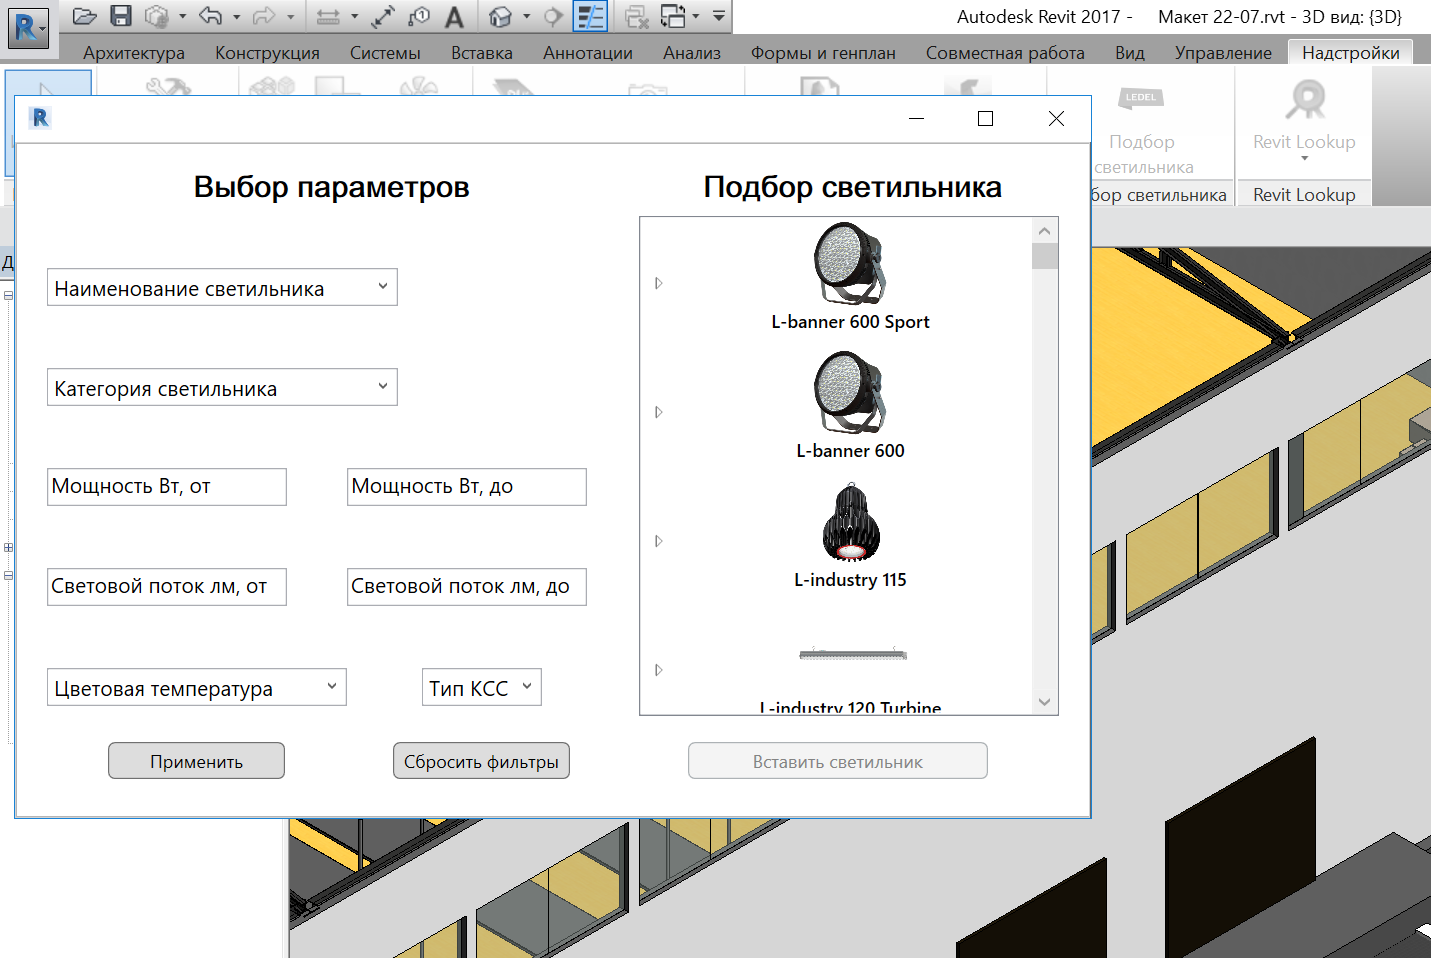 Autodesk Revit 2017 - Макет 22-07.rvt - 3D вид: {3D}
Архитектура Конструкция Системы Вставка Аннотации Анализ Формы и генплан Совместная работа Вид Управление Надстройки
LEDEL
Подбор
светильника
Revit Lookup
бор светильника
Revit Lookup
Выбор параметров
Подбор светильника
Наименование светильника
Категория светильника
Мощность Вт, от
Мощность Вт, до
Световой поток лм, от
Световой поток лм, до
Цветовая температура
Тип КСС
Применить
Сбросить фильтры
L-banner 600 Sport
L-banner 600
L-industry 115
L-industry 120 Turbine
Вставить светильник